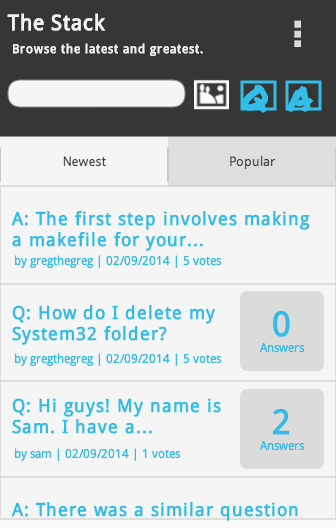 The Stack
Browse the latest and greatest.
Q A
Newest Popular
A: The first step involves making
a makefile for your...
by gregthegreg | 02/09/2014 | 5 votes
Q: How do I delete my
System32 folder?
by gregthegreg | 02/09/2014 | 5 votes
0
Answers
Q: Hi guys! My name is
Sam. I have a...
by sam | 02/09/2014 | 1 votes
2
Answers
A: There was a similar question